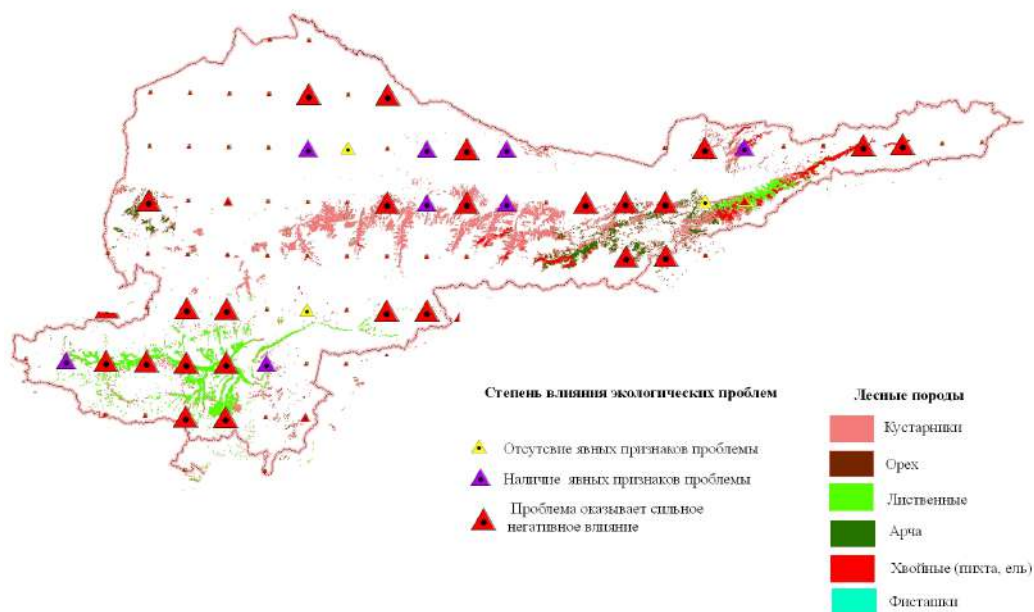 Степень влияния экологических проблем
Отсутсвие явных признаков проблемы
Наличие явных признаков проблемы
Проблема оказывает сильное
негативное влияние
Лесные породы
Кустарники
Орех
Лиственные
Арча
Хвойные (пихта, ель)
Фисташки